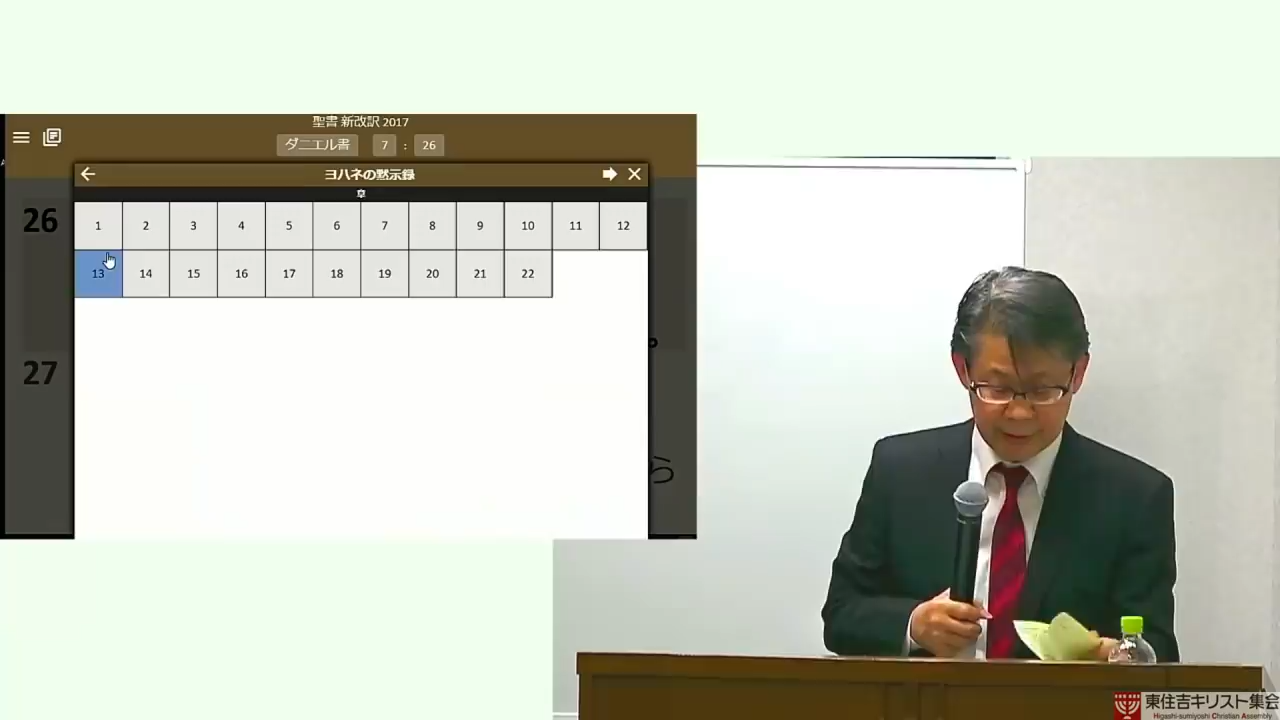 聖書 新改訳 2017
ダニエル書 7 : 26
ヨハネの黙示録
章
26
1 2 3 4 5 6 7 8 9 10 11 12
13 14 15 16 17 18 19 20 21 22
27
ら
東住吉キリスト集会
Higashi-sumiyoshi Christian Assembly